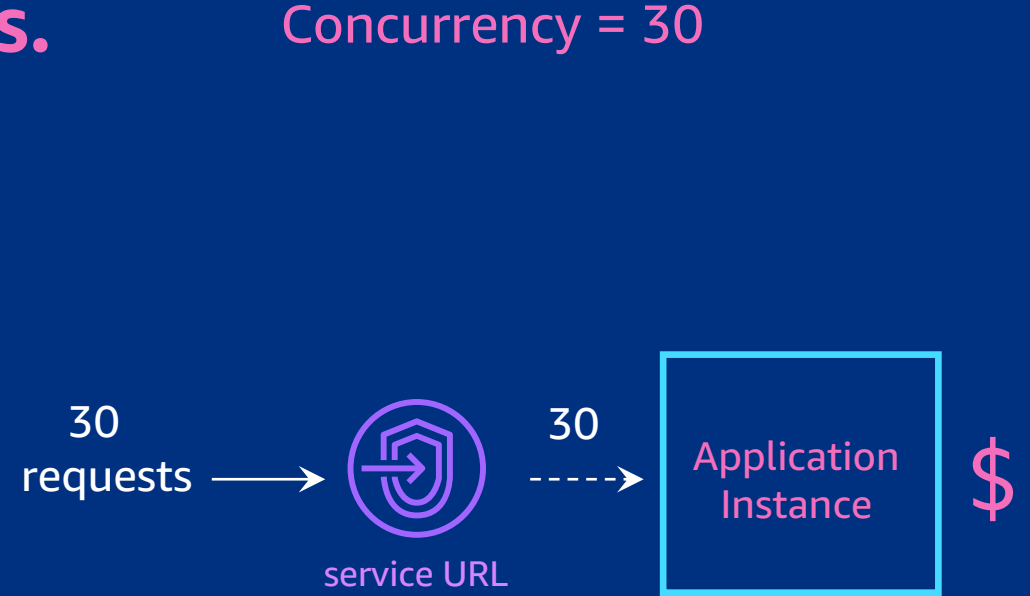 s.
Concurrency = 30
30
requests
30
service URL
Application
Instance
$